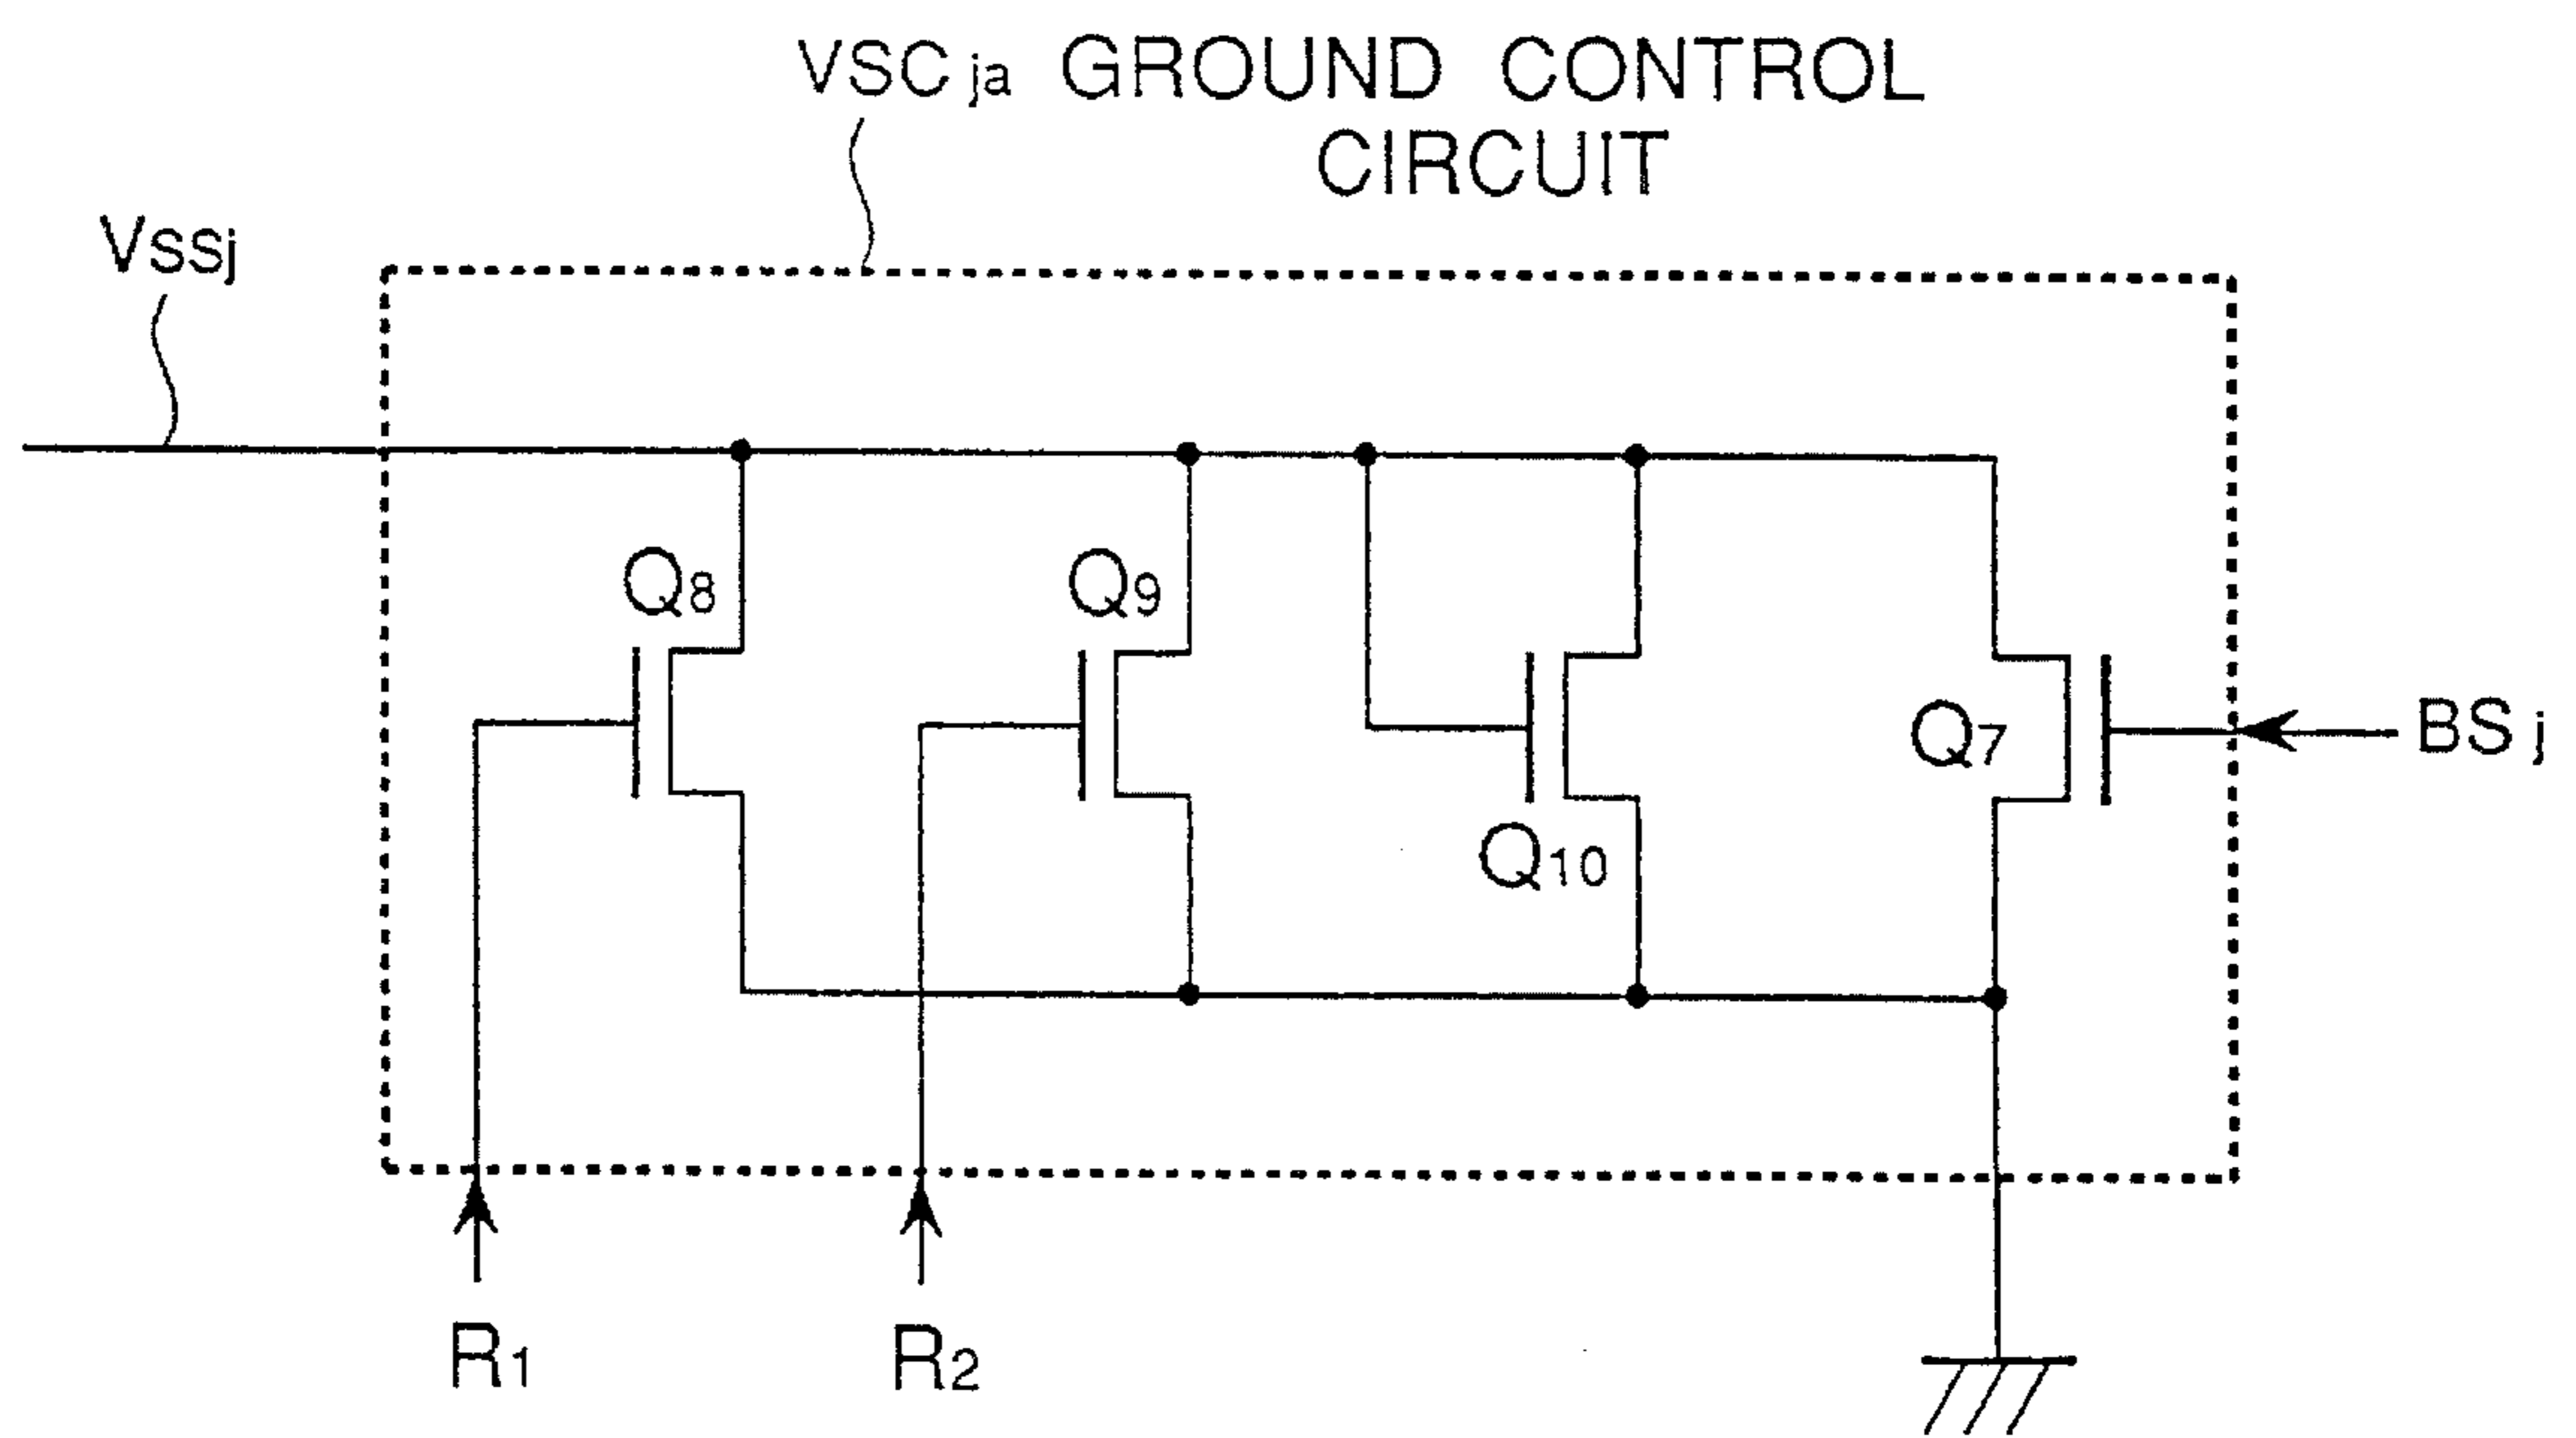 VSC ja GROUND CONTROL
CIRCUIT
VSSj
Q8
Q9
Q10
Q7
BS j
R1
R2